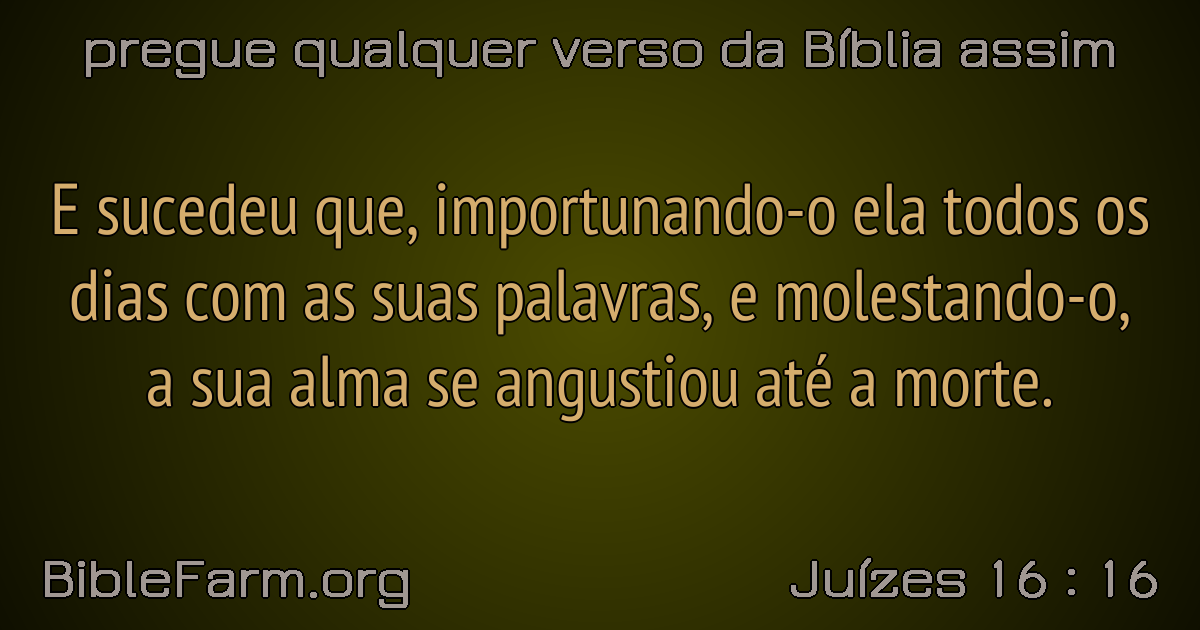 pregue qualquer verso da Bíblia assim
E sucedeu que, importunando-o ela todos os
dias com as suas palavras, e molestando-o,
a sua alma se angustiou até a morte.
BibleFarm.org
Juízes 16 : 16